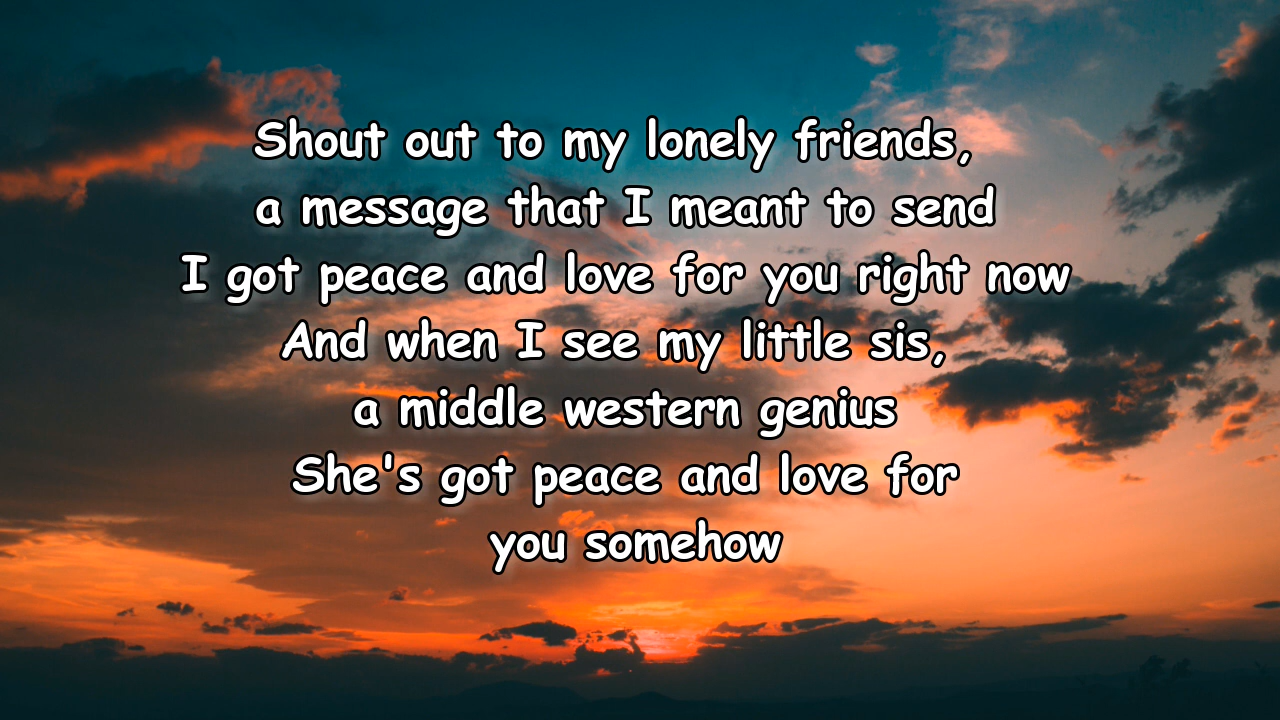 Shout out to my lonely friends,
a message that I meant to send
I got peace and love for you right now
And when I see my little sis,
a middle western genius
She's got peace and love for
you somehow